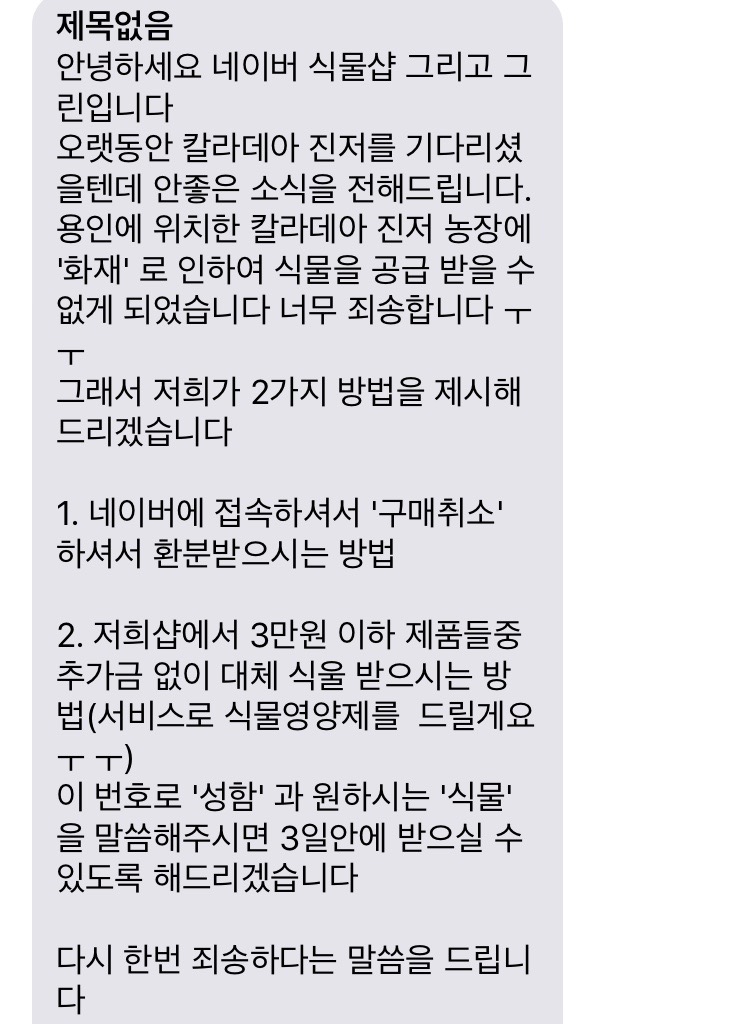 제목없음
안녕하세요 네이버 식물샵 그리고 그
린입니다
오랫동안 칼라데아 진저를 기다리셨
을텐데 안좋은 소식을 전해드립니다.
용인에 위치한 칼라데아 진저 농장에
'화재' 로 인하여 식물을 공급 받을 수
없게 되었습니다 너무 죄송합니다 ㅜ
ㅜ
그래서 저희가 2가지 방법을 제시해
드리겠습니다
1. 네이버에 접속하셔서 '구매취소'
하셔서 환분받으시는 방법
2. 저희샵에서 3만원 이하 제품들중
추가금 없이 대체 식울 받으시는 방
법(서비스로 식물영양제를  드릴게요
ㅜ ㅜ)
이 번호로 '성함' 과 원하시는 '식물'
을 말씀해주시면 3일안에 받으실 수
있도록 해드리겠습니다
다시 한번 죄송하다는 말씀을 드립니
다